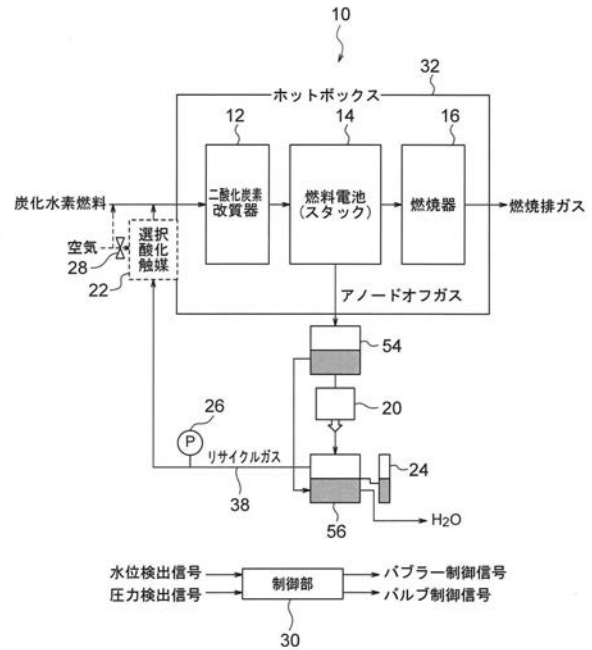 10
32
ホットボックス
12
14
16
炭化水素燃料
二酸化炭素
改質器
燃料電池
(スタック)
燃焼器
燃焼排ガス
空気
28
選択
酸化
触媒
22
アノードオフガス
54
20
26
P
リサイクルガス
38
24
56
H2O
水位検出信号
圧力検出信号
制御部
バブラー制御信号
バルブ制御信号
30